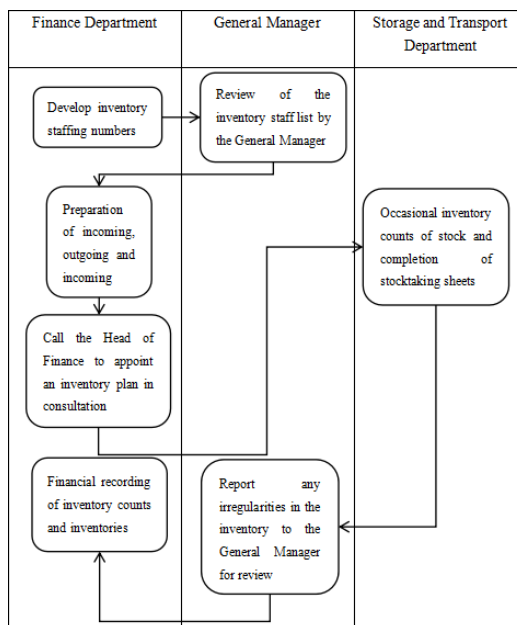 Finance Department
General Manager
Storage and Transport
Department
Develop inventory
staffing numbers
Review of the
inventory staff list by
the General Manager
Preparation
of incoming,
outgoing and
incoming
Occasional inventory
counts of stock and
completion of
stocktaking sheets
Call the Head of
Finance to appoint
an inventory plan in
consultation
Financial recording
of inventory counts
and inventories
Report any
irregularities in the
inventory to the
General Manager
for review